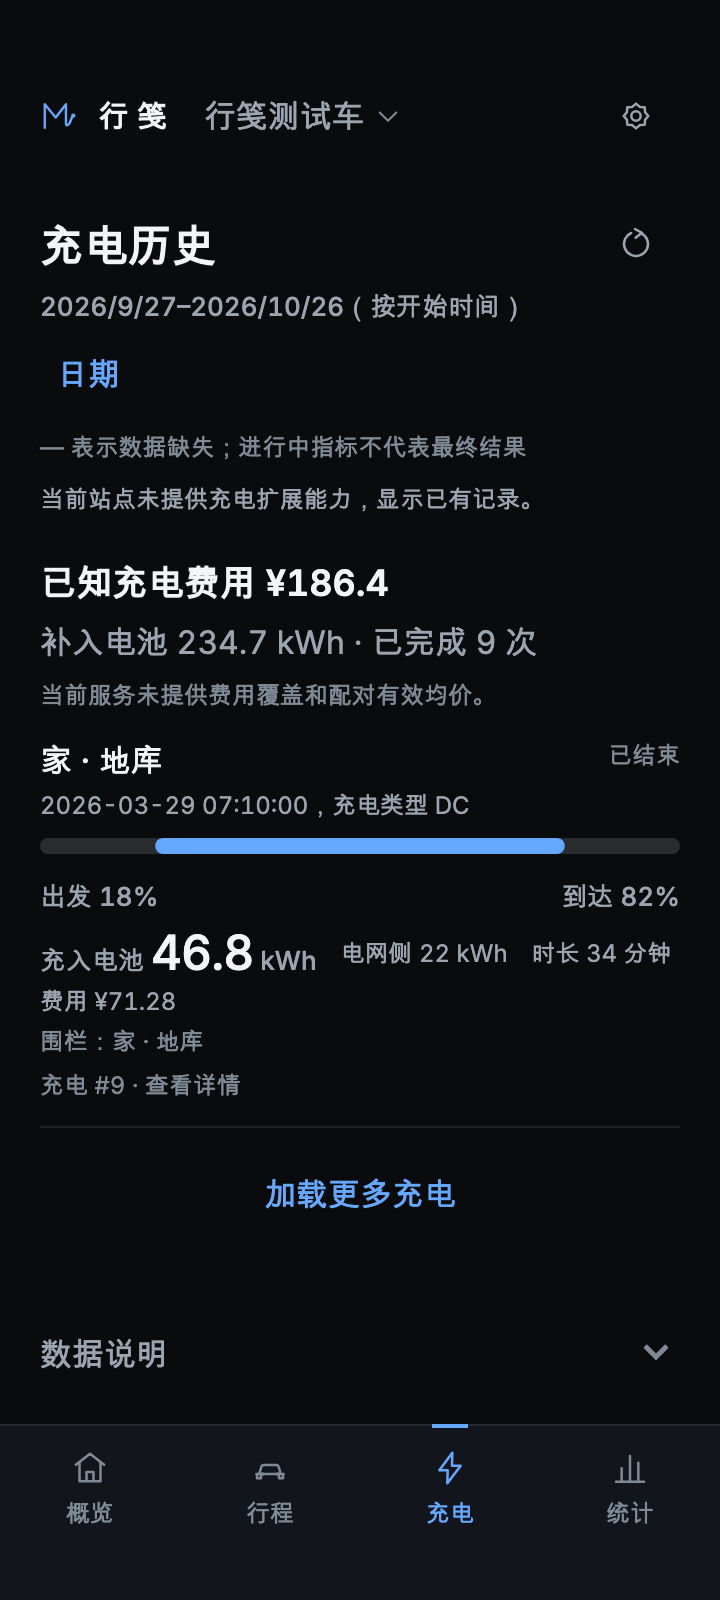 行笺 行笺测试车
充电历史
2026/9/27–2026/10/26（按开始时间）
日期
— 表示数据缺失；进行中指标不代表最终结果
当前站点未提供充电扩展能力，显示已有记录。
已知充电费用 ¥186.4
补入电池 234.7 kWh · 已完成 9 次
当前服务未提供费用覆盖和配对有效均价。
家 · 地库 已结束
2026-03-29 07:10:00，充电类型 DC
出发 18% 到达 82%
充入电池 46.8 kWh 电网侧 22 kWh 时长 34 分钟
费用 ¥71.28
围栏：家 · 地库
充电 #9 · 查看详情
加载更多充电
数据说明
概览 行程 充电 统计